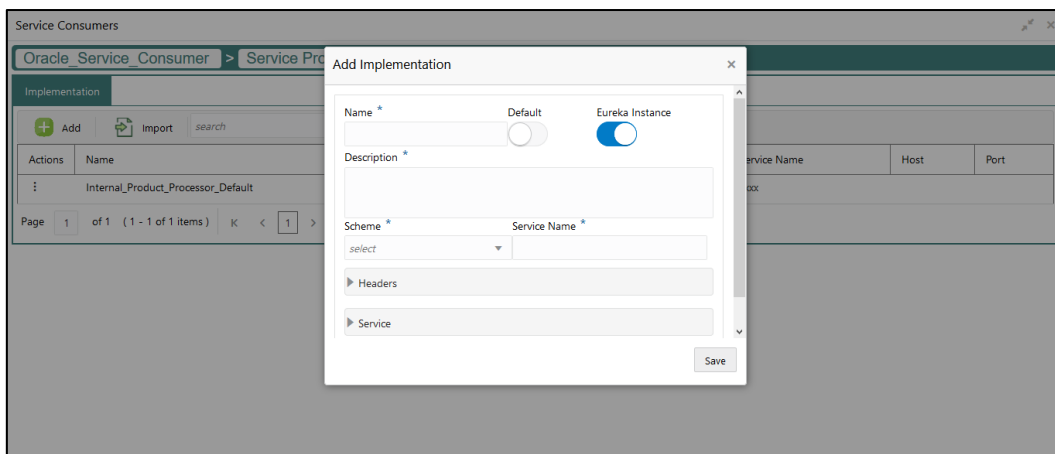 Service Consumers
Oracle_Service_Consumer > Service Pro
Implementation
Add Import search
Actions Name ervice Name Host Port
Internal_Product_Processor_Default
Page 1 of 1 (1 - 1 of 1 items) K < 1 >
Add Implementation ×
Name * Default Eureka Instance
Description *
Scheme * Service Name *
select
Headers
Service
Save